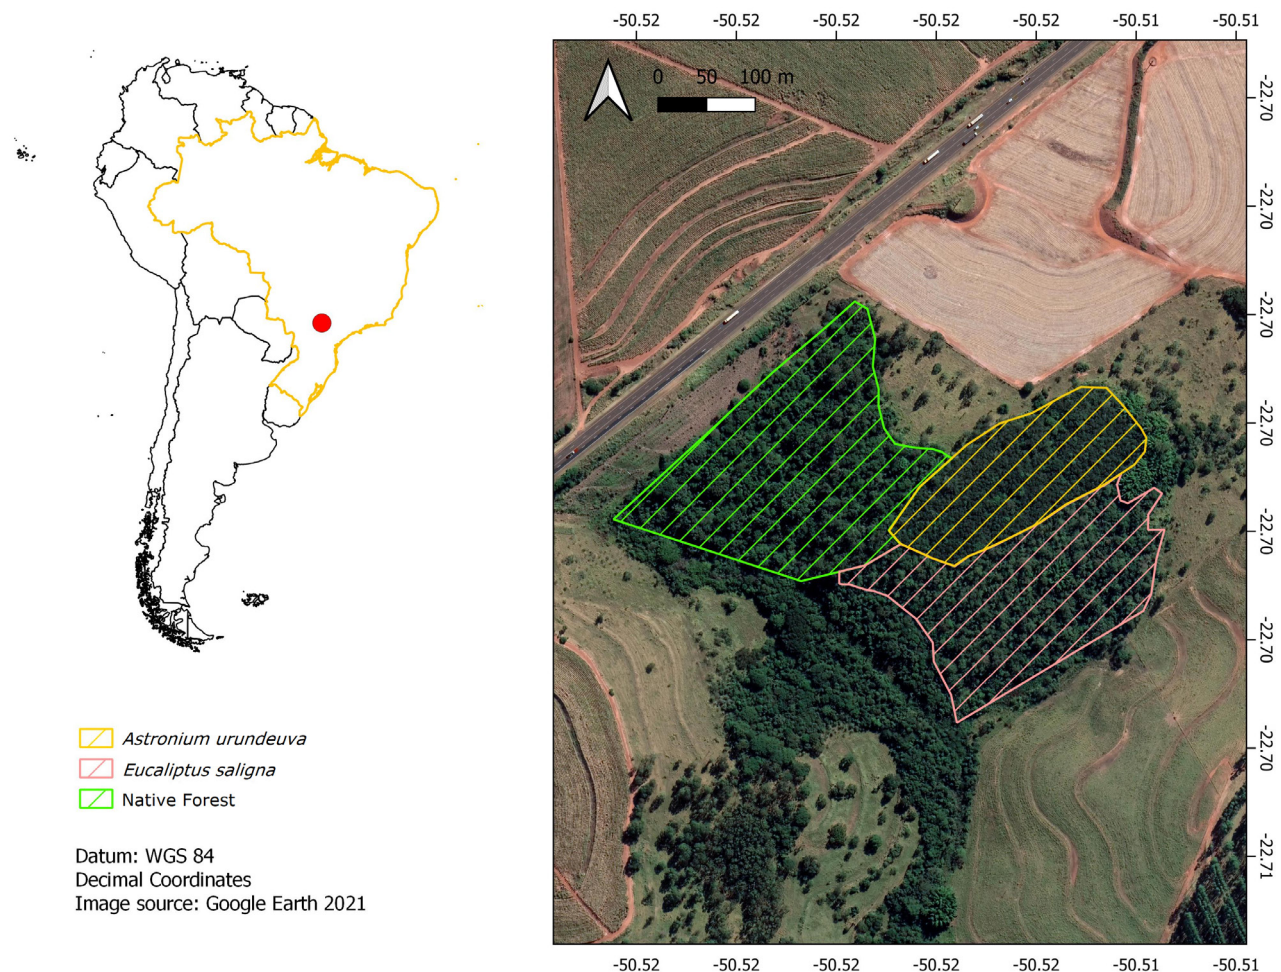 -50.52 -50.52 -50.52 -50.52 -50.52 -50.51 -50.51
0 50 100 m
-22.70
-22.70
-22.70
-22.70
-22.70
-22.70
-22.70
-22.71
Astronium urundeuva
Eucaliptus saligna
Native Forest
Datum: WGS 84
Decimal Coordinates
Image source: Google Earth 2021
-50.52 -50.52 -50.52 -50.52 -50.52 -50.51 -50.51